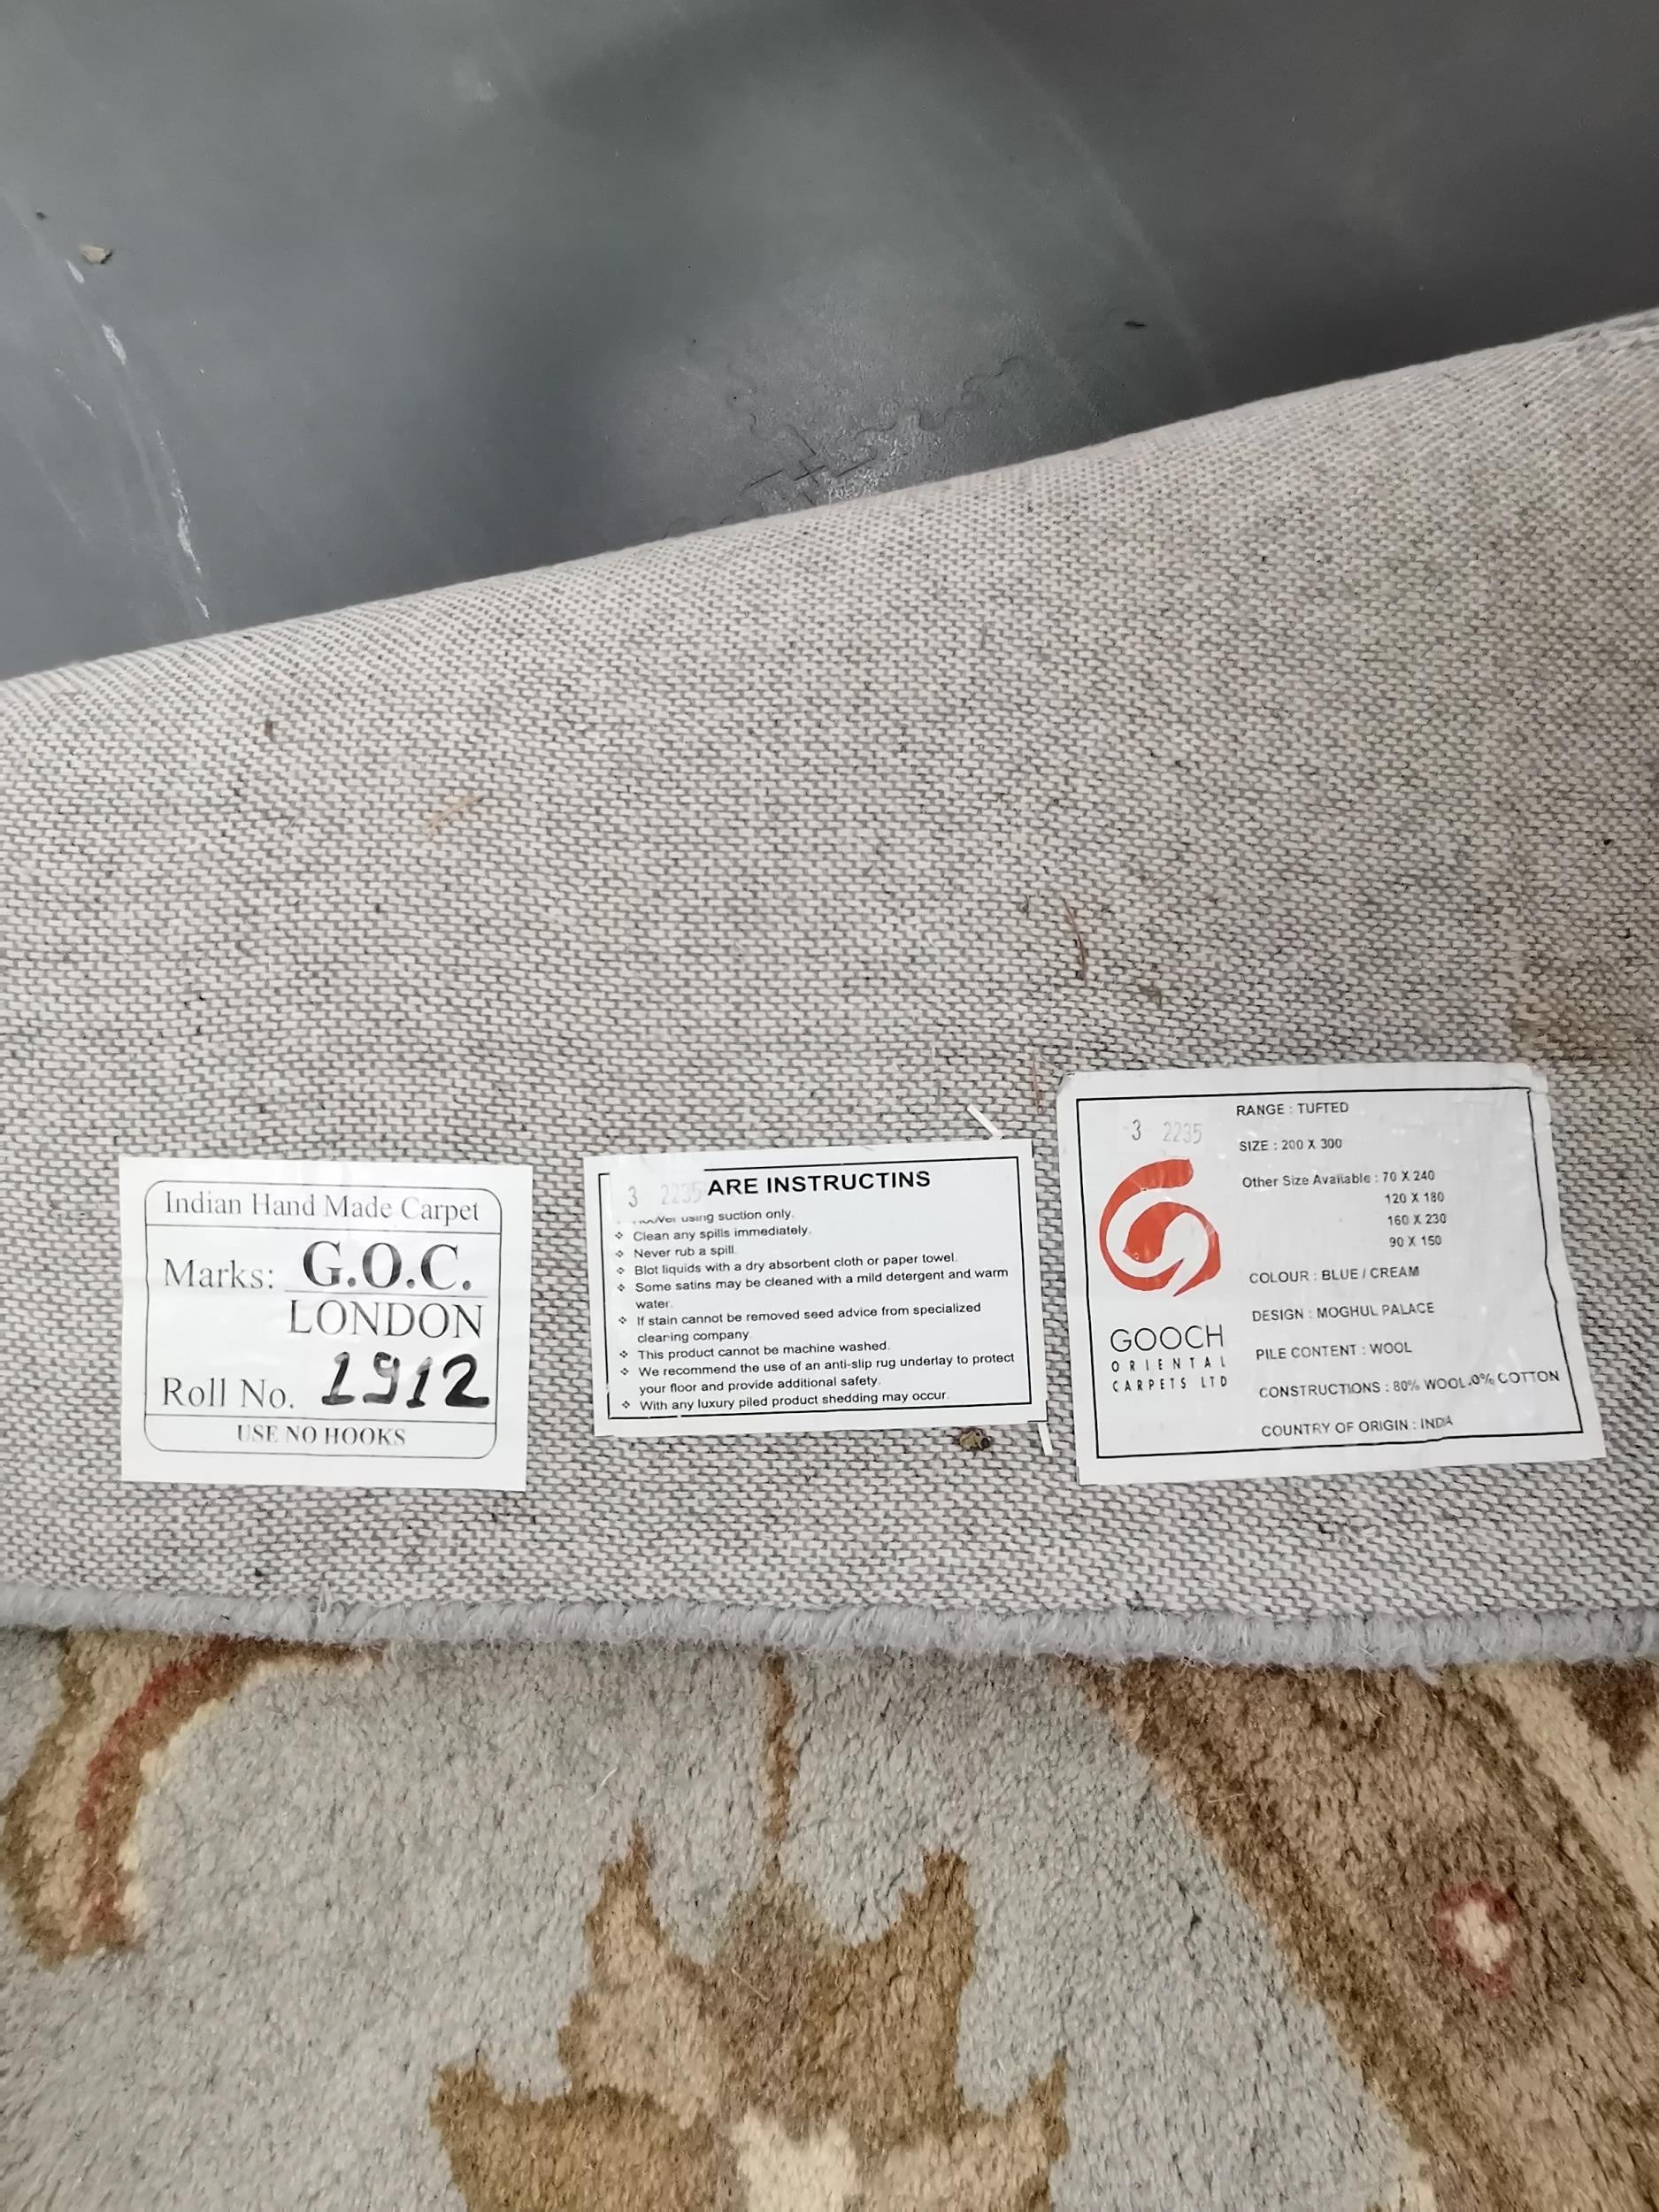 Indian Hand Made Carpet
Marks: G.O.C.
LONDON
Roll No. 1912
USE NO HOOKS
3 2235 ARE INSTRUCTINS
using suction only.
Clean any spills immediately.
Never rub a spill.
Blot liquids with a dry absorbent cloth or paper towel.
Some satins may be cleaned with a mild detergent and warm
water.
If stain cannot be removed seed advice from specialized
clearing company.
This product cannot be machine washed.
We recommend the use of an anti-slip rug underlay to protect
your floor and provide additional safety.
With any luxury piled product shedding may occur.
3 2235
GOOCH
ORIENTAL
CARPETS LTD
RANGE : TUFTED
SIZE : 200 X 300
Other Size Available : 70 X 240
120 X 180
160 X 230
90 X 150
COLOUR : BLUE / CREAM
DESIGN : MOGHUL PALACE
PILE CONTENT : WOOL
CONSTRUCTIONS : 80% WOOL 0% COTTON
COUNTRY OF ORIGIN : INDIA